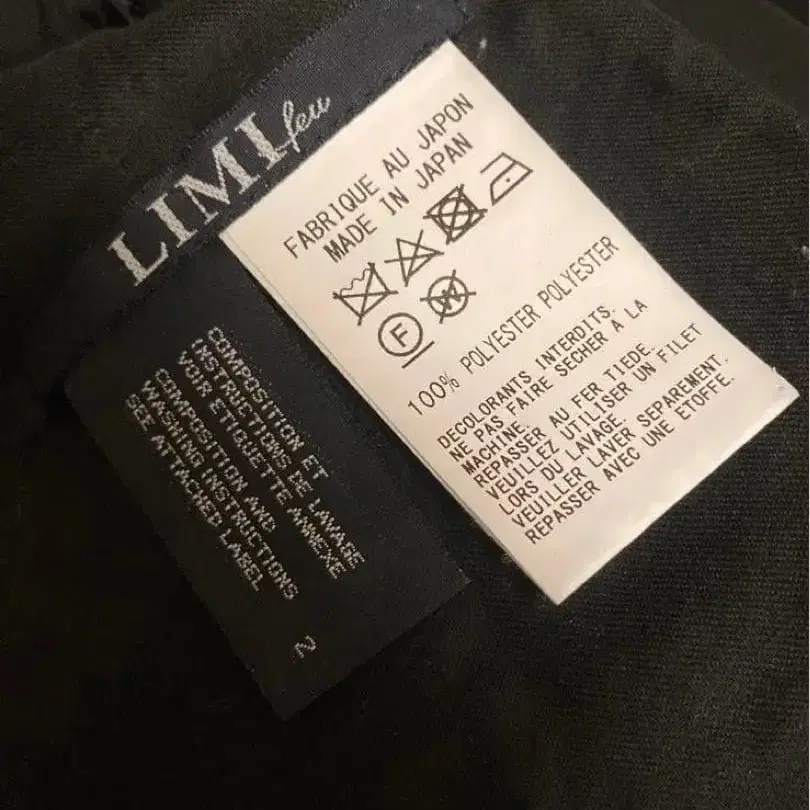 LIMI feu
FABRIQUE AU JAPON
MADE IN JAPAN
F
W
100% POLYESTER POLYESTER
DECOLORANTS INTERDITS.
NE PAS FAIRE SECHER À LA
MACHINE.
REPASSER AU FER TIEDE.
VEUILLEZ UTILISER UN FILET
LORS DU LAVAGE.
VEUILLER LAVER SEPAREMENT.
REPASSER AVEC UNE ETOFFE.
COMPOSITION ET
INSTRUCTIONS DE LAVAGE
VOIR ETIQUETTE ANNEXE
COMPOSITION AND
WASHING INSTRUCTIONS
SEE ATTACHED LABEL
2